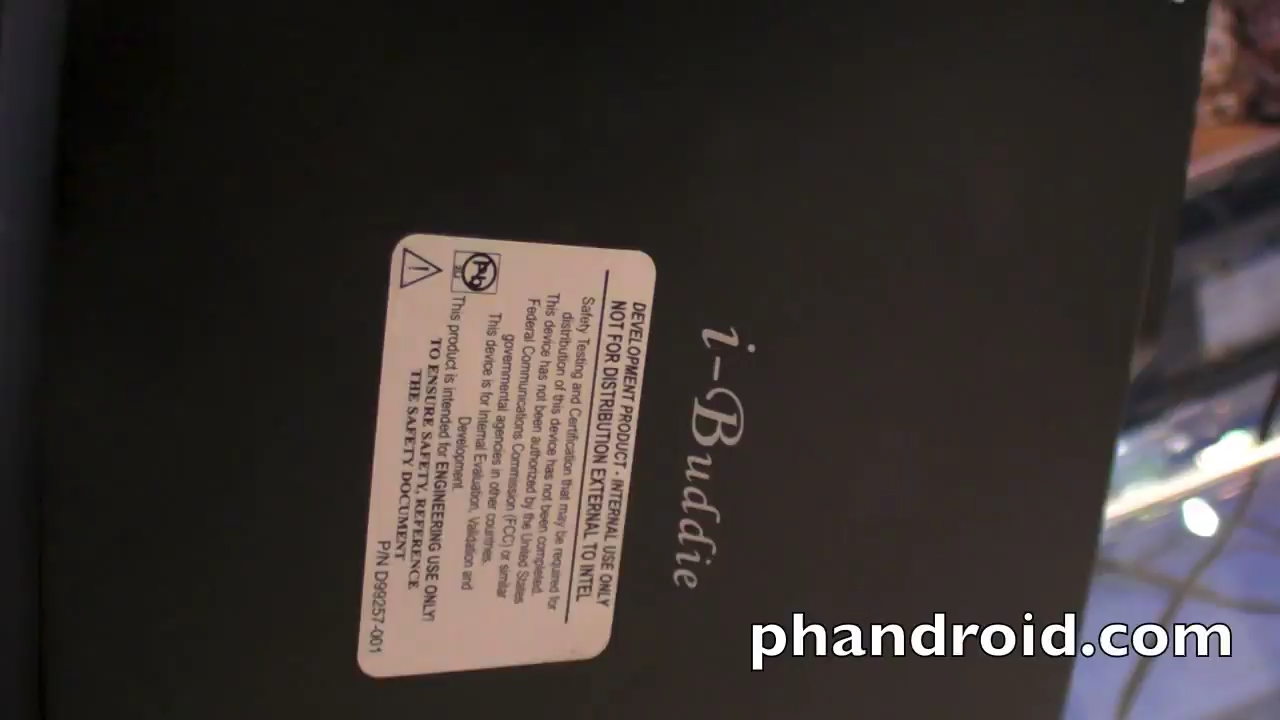 i-Buddie
DEVELOPMENT PRODUCT - INTERNAL USE ONLY
NOT FOR DISTRIBUTION EXTERNAL TO INTEL
Safety Testing and Certification that may be required for
distribution of this device has not been completed.
This device has not been authorized by the United States
Federal Communications Commission (FCC) or similar
governmental agencies in other countries.
This device is for Internal Evaluation, Validation and
Development.
This product is intended for ENGINEERING USE ONLY!
TO ENSURE SAFETY, REFERENCE
THE SAFETY DOCUMENT
P/N D99257-001
Pb
phandroid.com